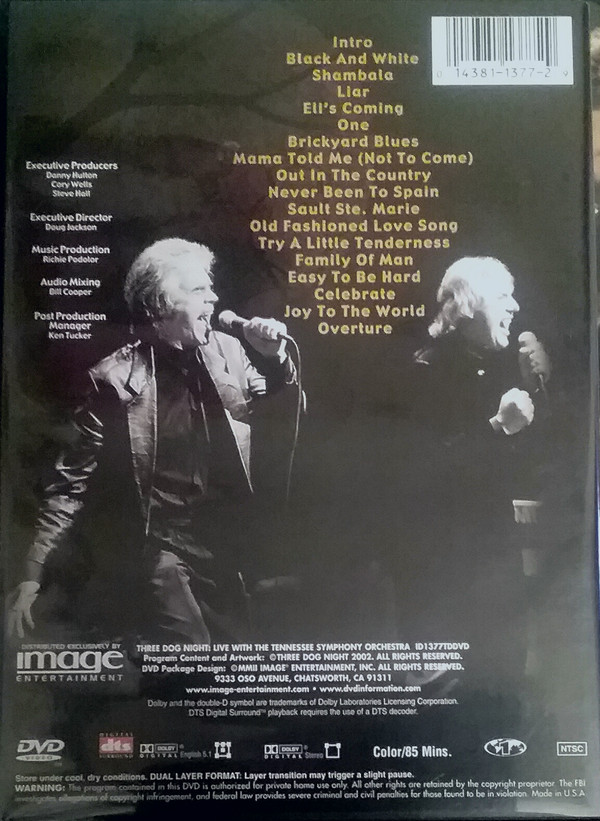 Intro
Black And White
Shambala
Liar
Eli's Coming
One
Brickyard Blues
Mama Told Me (Not To Come)
Out In The Country
Never Been To Spain
Sault Ste. Marie
Old Fashioned Love Song
Try A Little Tenderness
Family Of Man
Easy To Be Hard
Celebrate
Joy To The World
Overture
0 14381-1377-2 9
Executive Producers
Danny Hutton
Cory Wells
Steve Hall
Executive Director
Doug Jackson
Music Production
Richie Podolor
Audio Mixing
Bill Cooper
Post Production
Manager
Ken Tucker
DISTRIBUTED EXCLUSIVELY BY
image
ENTERTAINMENT
THREE DOG NIGHT: LIVE WITH THE TENNESSEE SYMPHONY ORCHESTRA ID1377TDDVD
Program Content and Artwork: ©THREE DOG NIGHT 2002. ALL RIGHTS RESERVED.
DVD Package Design: ©MMII IMAGE® ENTERTAINMENT, INC. ALL RIGHTS RESERVED.
9333 OSO AVENUE, CHATSWORTH, CA 91311
www.image-entertainment.com • www.dvdinformation.com
Dolby and the double-D symbol are trademarks of Dolby Laboratories Licensing Corporation.
DTS Digital Surround™ playback requires the use of a DTS decoder.
DVD
VIDEO
DIGITAL
dts
SURROUND
DOLBY
DIGITAL
English 5.1
DOLBY
DIGITAL
Stereo
Color/85 Mins.
NTSC
Store under cool, dry conditions. DUAL LAYER FORMAT: Layer transition may trigger a slight pause.
WARNING: The program contained in this DVD is authorized for private home use only. All other rights are retained by the copyright proprietor. The FBI
investigates allegations of copyright infringement, and federal law provides severe criminal and civil penalties for those found to be in violation. Made in U.S.A.